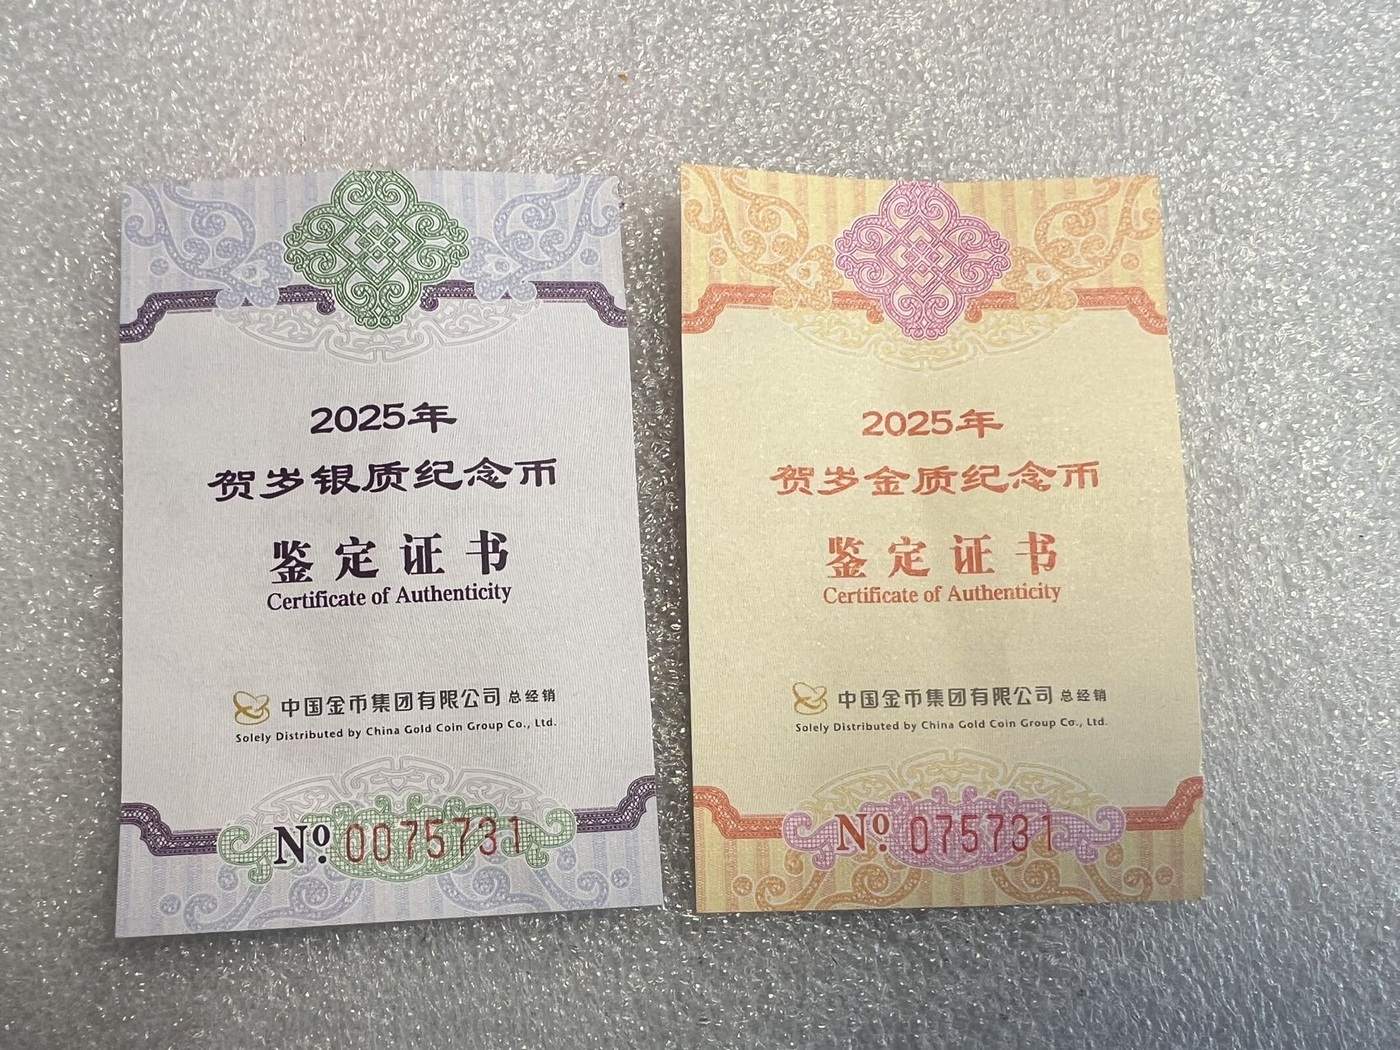 2025年
贺岁银质纪念币
鉴定证书
Certificate of Authenticity
中国金币集团有限公司 总经销
Solely Distributed by China Gold Coin Group Co., Ltd.
Nº. 0075731
2025年
贺岁金质纪念币
鉴定证书
Certificate of Authenticity
中国金币集团有限公司 总经销
Solely Distributed by China Gold Coin Group Co., Ltd.
Nº. 075731